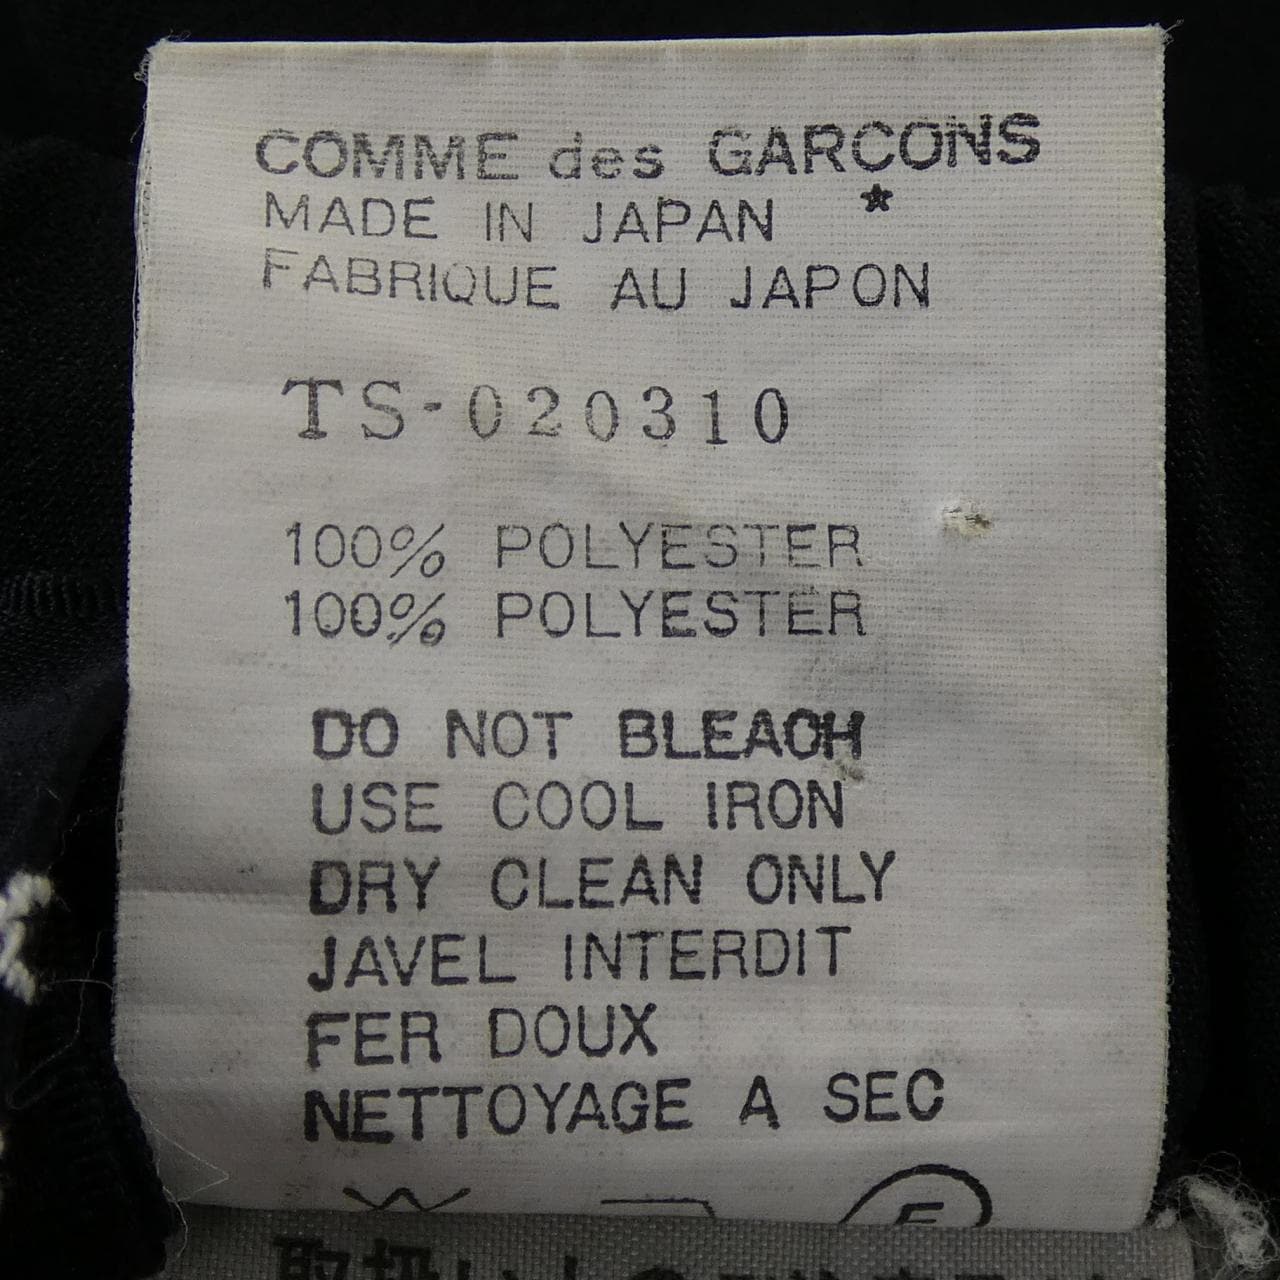 COMME des GARCONS
★
MADE IN JAPAN
FABRIQUE AU JAPON
TS-020310
100% POLYESTER
100% POLYESTER
DO NOT BLEACH
USE COOL IRON
DRY CLEAN ONLY
JAVEL INTERDIT
FER DOUX
NETTOYAGE A SEC